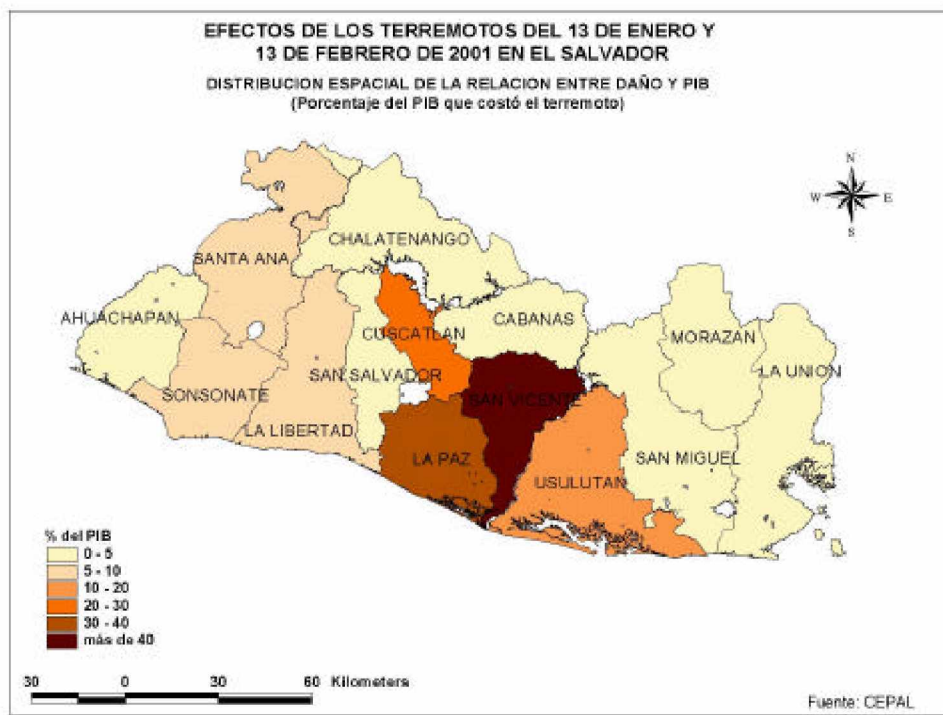 EFECTOS DE LOS TERREMOTOS DEL 13 DE ENERO Y
13 DE FEBRERO DE 2001 EN EL SALVADOR
DISTRIBUCION ESPACIAL DE LA RELACION ENTRE DAÑO Y PIB
(Porcentaje del PIB que costó el terremoto)
N
W E
S
CHALATENANGO
SANTA ANA
AHUACHAPAN
CABANAS
CUSCATLAN
MORAZAN
LA UNION
SAN SALVADOR
SONSONATE
SAN VICENTE
LA LIBERTAD
LA PAZ
SAN MIGUEL
USULUTAN
% del PIB
0 - 5
5 - 10
10 - 20
20 - 30
30 - 40
más de 40
30 0 30 60 Kilometers
Fuente: CEPAL